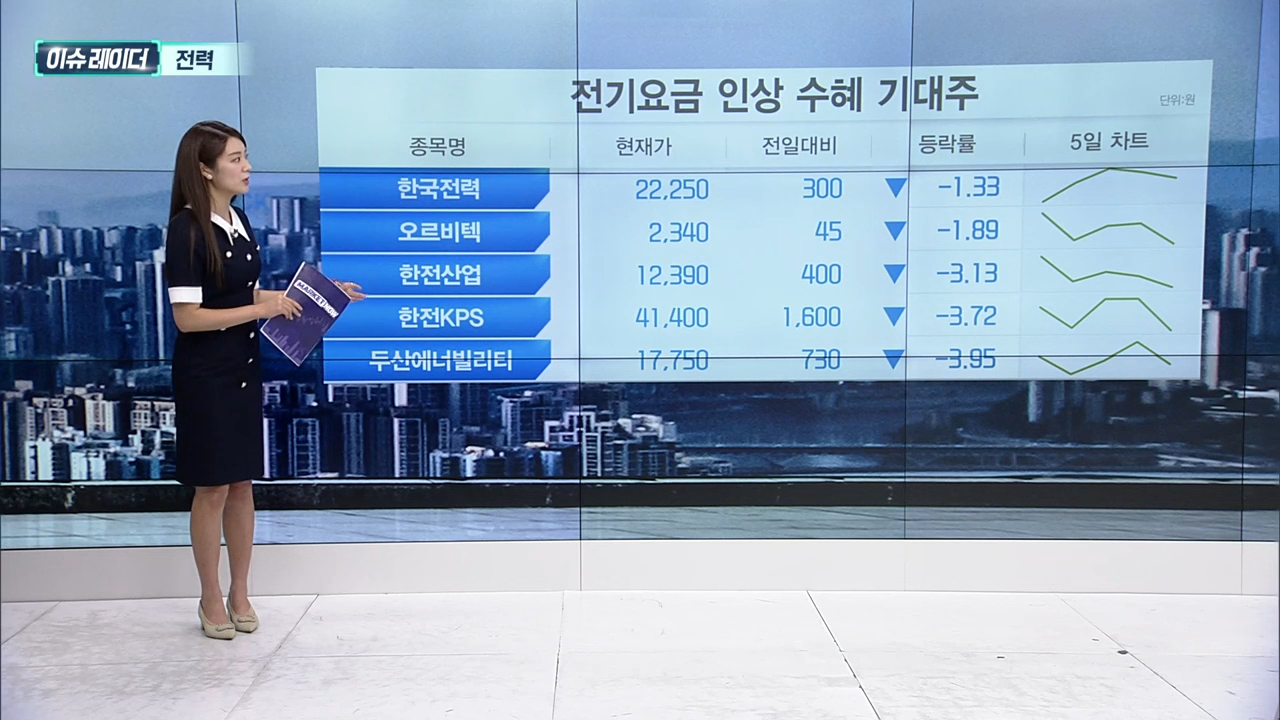 이슈레이더 전력
전기요금 인상 수혜 기대주
단위:원
종목명 현재가 전일대비 등락률 5일 차트
한국전력 22,250 300 ▼ -1.33
오르비텍 2,340 45 ▼ -1.89
한전산업 12,390 400 ▼ -3.13
한전KPS 41,400 1,600 ▼ -3.72
두산에너빌리티 17,750 730 ▼ -3.95
MARKETNOW